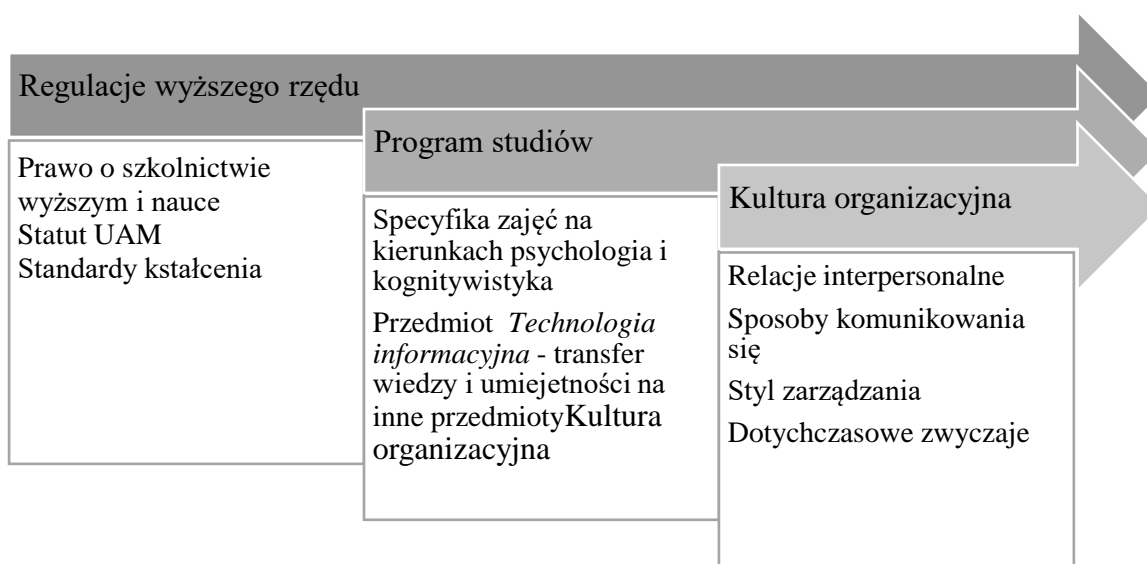 Regulacje wyższego rzędu
Prawo o szkolnictwie
wyższym i nauce
Statut UAM
Standardy kstałcenia
Program studiów
Specyfika zajęć na
kierunkach psychologia i
kognitywistyka
Przedmiot Technologia
informacyjna - transfer
wiedzy i umiejetności na
inne przedmiotyKultura
organizacyjna
Kultura organizacyjna
Relacje interpersonalne
Sposoby komunikowania
się
Styl zarządzania
Dotychczasowe zwyczaje